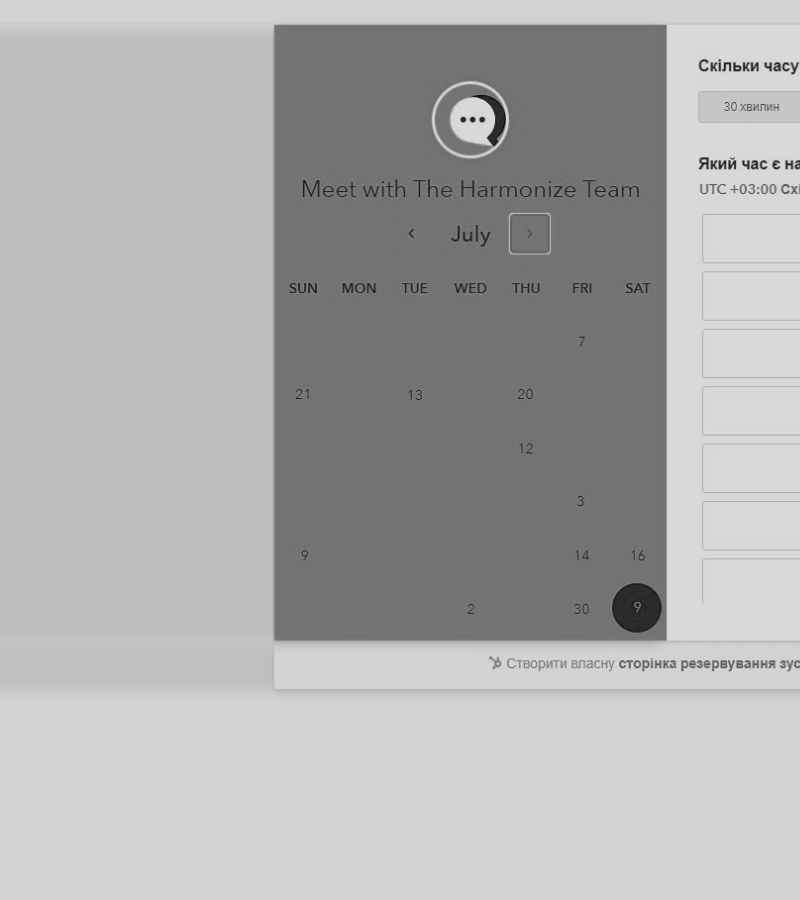 Meet with The Harmonize Team
July
SUN MON TUE WED THU FRI SAT
7
21 13 20
12
3
9 14 16
2 30 9
Скільки часу
30 хвилин
Який час є на
UTC +03:00 Схі
Створити власну сторінка резервування зус